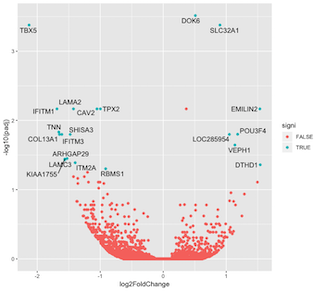 DOK6
TBX5
SLC32A1
LAMA2
IFITM1
CAV2
TPX2
EMILIN2
TNN
SHISA3
COL13A1
IFITM3
LOC285954
POU3F4
VEPH1
ARHGAP29
LAMC3
ITM2A
KIAA1755
RBMS1
DTHD1
signi
FALSE
TRUE
-log10(padj)
3
2
1
0
-2
-1
0
1
log2FoldChange